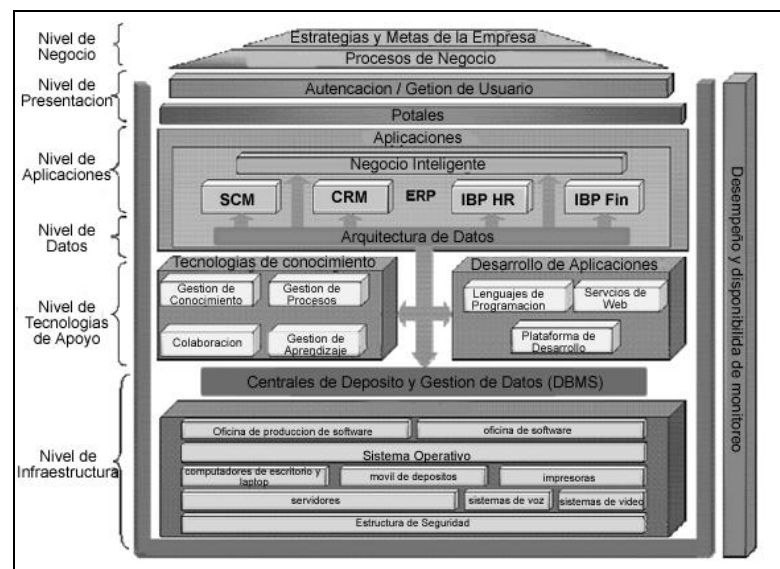 Nivel de
Negocio
Estrategias y Metas de la Empresa
Procesos de Negocio
Nivel de
Presentacion
Autencacion / Getion de Usuario
Potales
Nivel de
Aplicaciones
Aplicaciones
Negocio Inteligente
SCM
CRM
ERP
IBP HR
IBP Fin
Nivel de
Datos
Arquitectura de Datos
Nivel de
Tecnologias
de Apoyo
Tecnologias de conocimiento
Gestion de
Conocimiento
Gestion de
Procesos
Colaboracion
Gestion de
Aprendizaje
Desarrollo de Aplicaciones
Lenguajes de
Programacion
Servcios de
Web
Plataforma de
Desarrollo
Centrales de Deposito y Gestion de Datos (DBMS)
Nivel de
Infraestructura
Oficina de produccion de software
oficina de software
Sistema Operativo
computadores de escritorio y
laptop
movil de depositos
impresoras
servidores
sistemas de voz
sistemas de video
Estructura de Seguridad
Desempeño y disponibilida de monitoreo